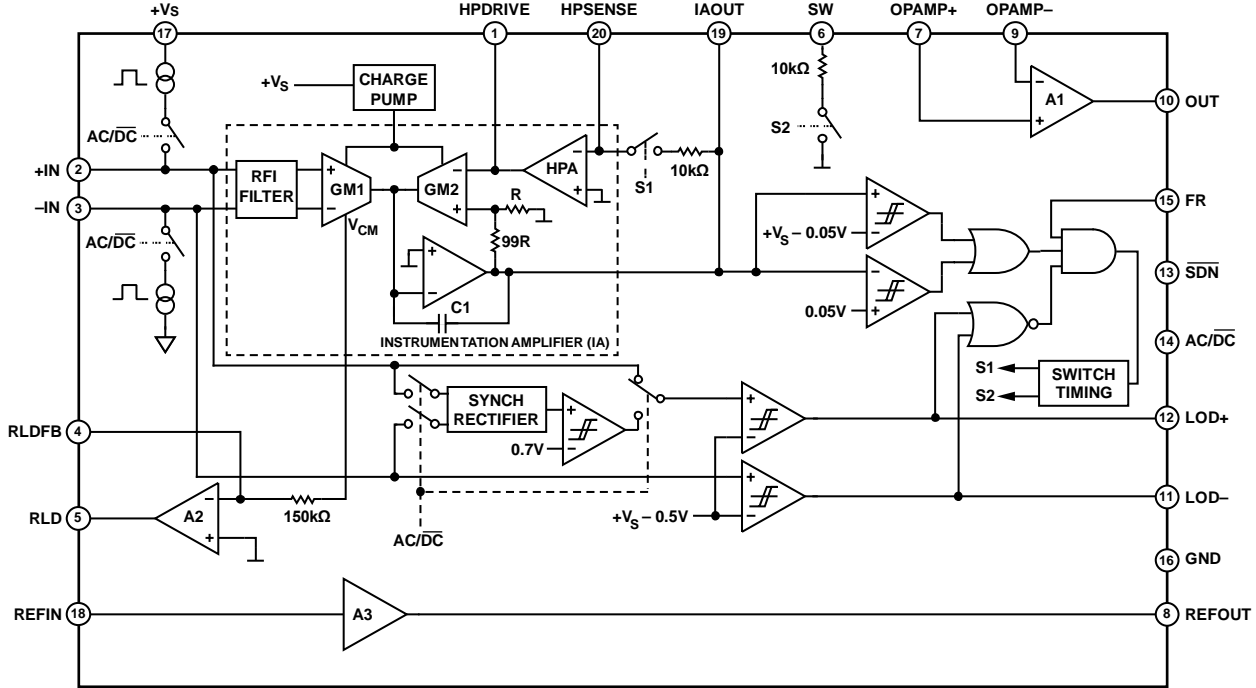 +VS HPDRIVE HPSENSE IAOUT SW OPAMP+ OPAMP–
17 1 20 19 6 7 9
10kΩ
+VS CHARGE PUMP
A1 – +
10 OUT
AC/DC
S2
+IN 2
RFI FILTER
+ –
GM1
GM2
– +
HPA
– +
S1
10kΩ
R
–IN 3
VCM
AC/DC
99R
+ –
C1
INSTRUMENTATION AMPLIFIER (IA)
+ –
+VS – 0.05V
– +
0.05V
15 FR
13 SDN
14 AC/DC
S1
S2
SWITCH TIMING
SYNCH RECTIFIER
+ –
0.7V
+ –
12 LOD+
RLDFB 4
+ –
+VS – 0.5V
11 LOD–
RLD 5
A2
– +
150kΩ
AC/DC
16 GND
REFIN 18
A3
8 REFOUT